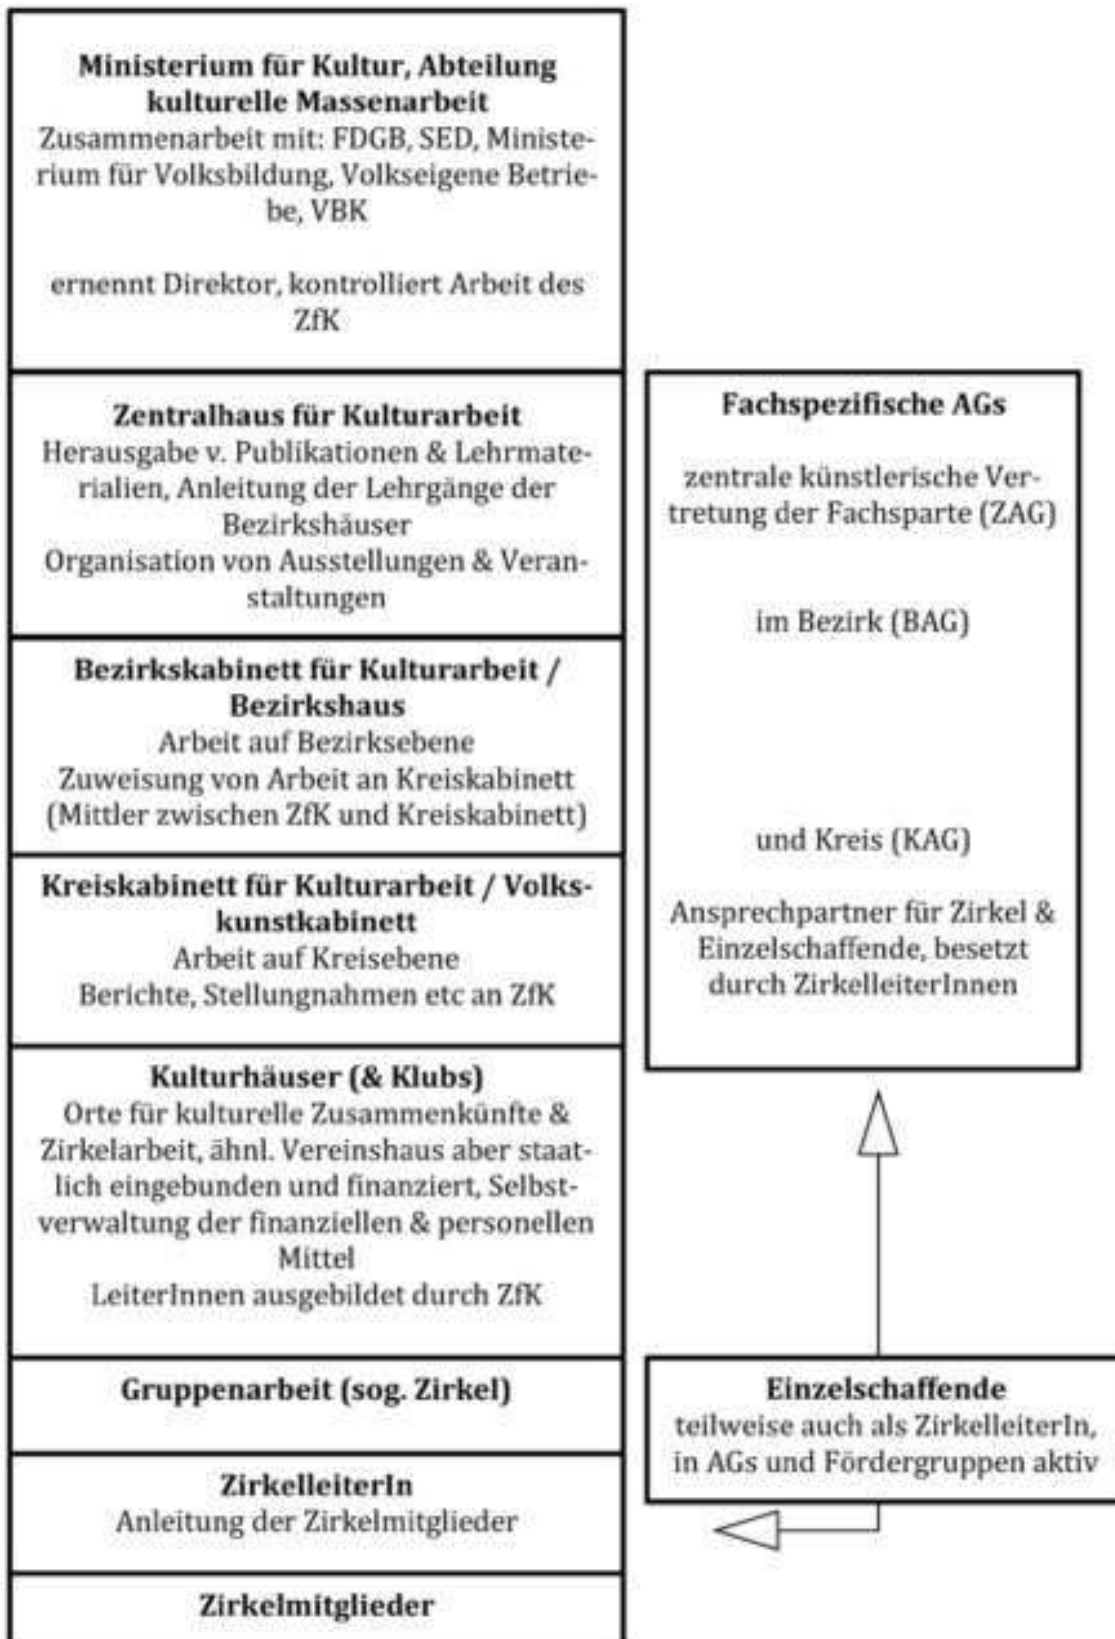 Ministerium für Kultur, Abteilung
kulturelle Massenarbeit
Zusammenarbeit mit: FDGB, SED, Ministe-
rium für Volksbildung, Volkseigene Betrie-
be, VBK
ernennt Direktor, kontrolliert Arbeit des
ZfK
Zentralhaus für Kulturarbeit
Herausgabe v. Publikationen & Lehrmate-
rialien, Anleitung der Lehrgänge der
Bezirkshäuser
Organisation von Ausstellungen & Veran-
staltungen
Bezirkskabinett für Kulturarbeit /
Bezirkshaus
Arbeit auf Bezirksebene
Zuweisung von Arbeit an Kreiskabinett
(Mittler zwischen ZfK und Kreiskabinett)
Kreiskabinett für Kulturarbeit / Volks-
kunstkabinett
Arbeit auf Kreisebene
Berichte, Stellungnahmen etc an ZfK
Kulturhäuser (& Klubs)
Orte für kulturelle Zusammenkünfte &
Zirkelarbeit, ähnl. Vereinshaus aber staat-
lich eingebunden und finanziert, Selbst-
verwaltung der finanziellen & personellen
Mittel
LeiterInnen ausgebildet durch ZfK
Gruppenarbeit (sog. Zirkel)
ZirkelleiterIn
Anleitung der Zirkelmitglieder
Zirkelmitglieder
Fachspezifische AGs
zentrale künstlerische Ver-
tretung der Fachsparte (ZAG)
im Bezirk (BAG)
und Kreis (KAG)
Ansprechpartner für Zirkel &
Einzelschaffende, besetzt
durch ZirkelleiterInnen
Einzelschaffende
teilweise auch als ZirkelleiterIn,
in AGs und Fördergruppen aktiv